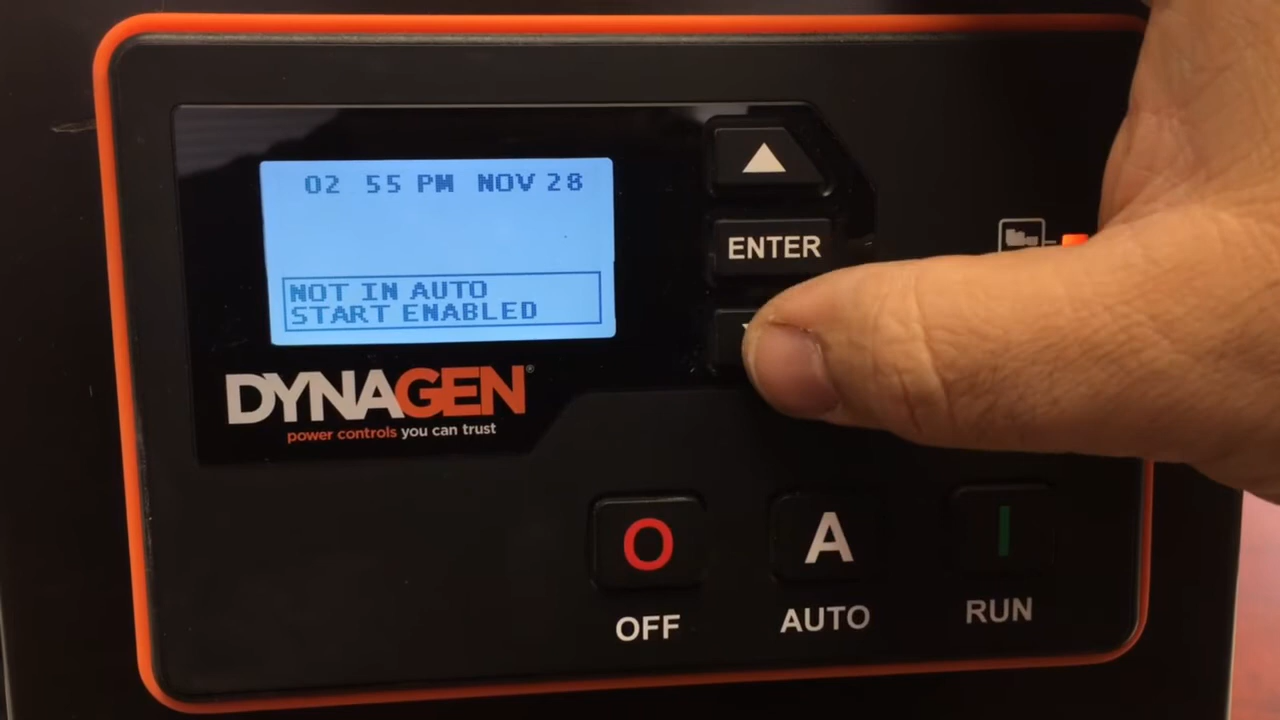 02 55 PM NOV 28
NOT IN AUTO
START ENABLED
DYNAGEN®
power controls you can trust
ENTER
O A I
OFF AUTO RUN